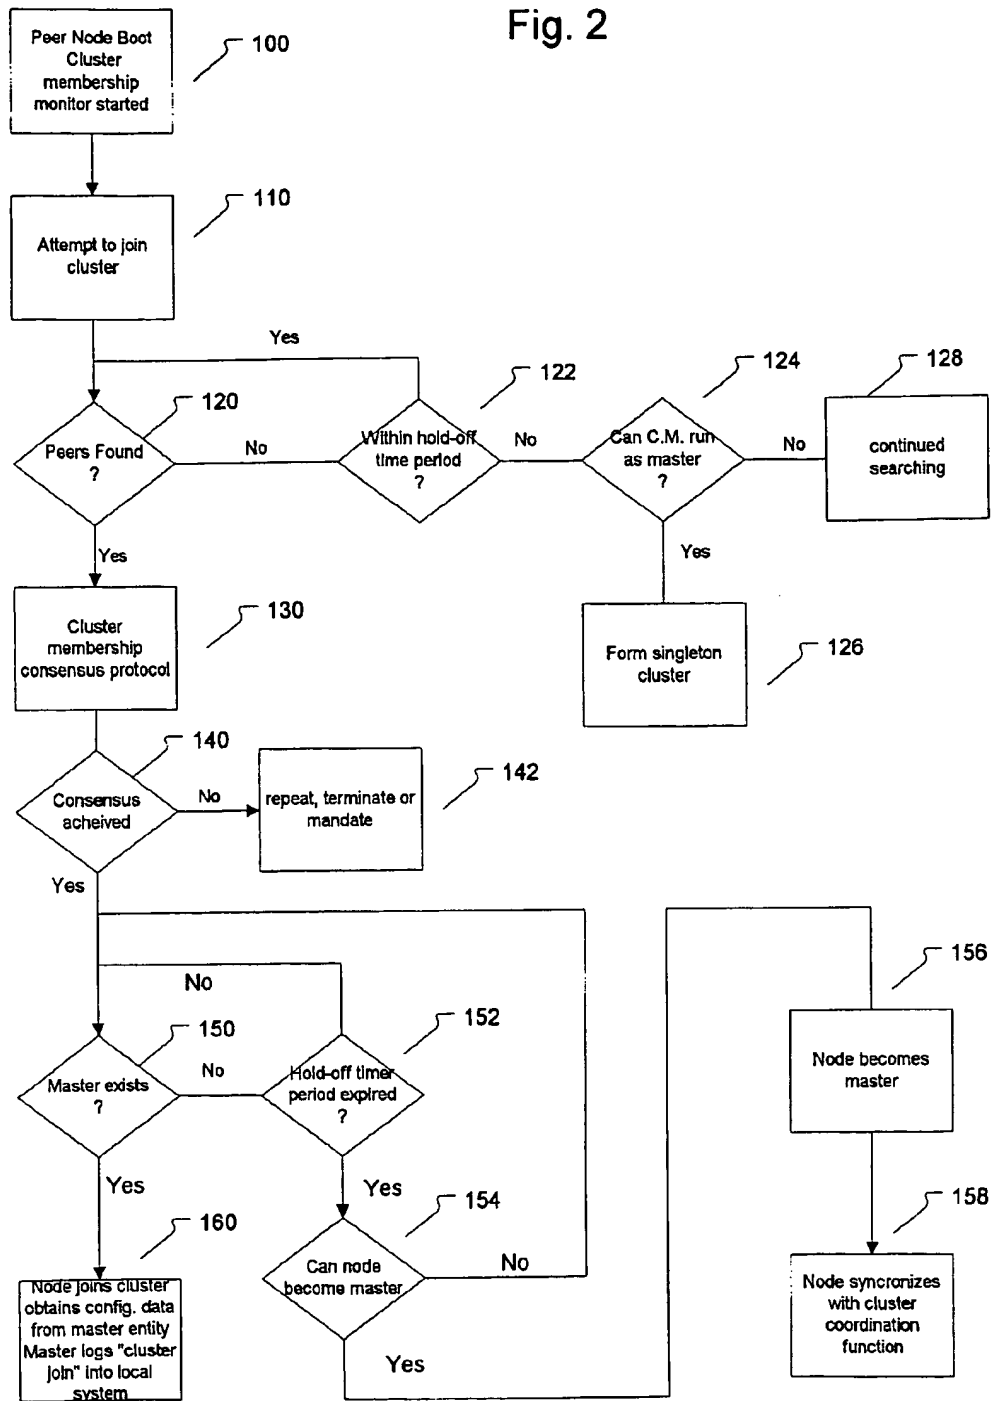 Fig. 2
Peer Node Boot
Cluster
membership
monitor started
100
Attempt to join
cluster
110
Yes
Peers Found
?
120
No
Within hold-off
time period
?
122
No
Can C.M. run
as master
?
124
No
continued
searching
128
Yes
Yes
Cluster
membership
consensus protocol
130
Form singleton
cluster
126
Consensus
acheived
140
No
repeat, terminate or
mandate
142
Yes
No
Master exists
?
150
No
Hold-off timer
period expired
?
152
Node becomes
master
156
Yes
Yes
Can node
become master
154
No
Yes
Node joins cluster
obtains config. data
from master entity
Master logs "cluster
join" into local
system
160
Node syncronizes
with cluster
coordination
function
158